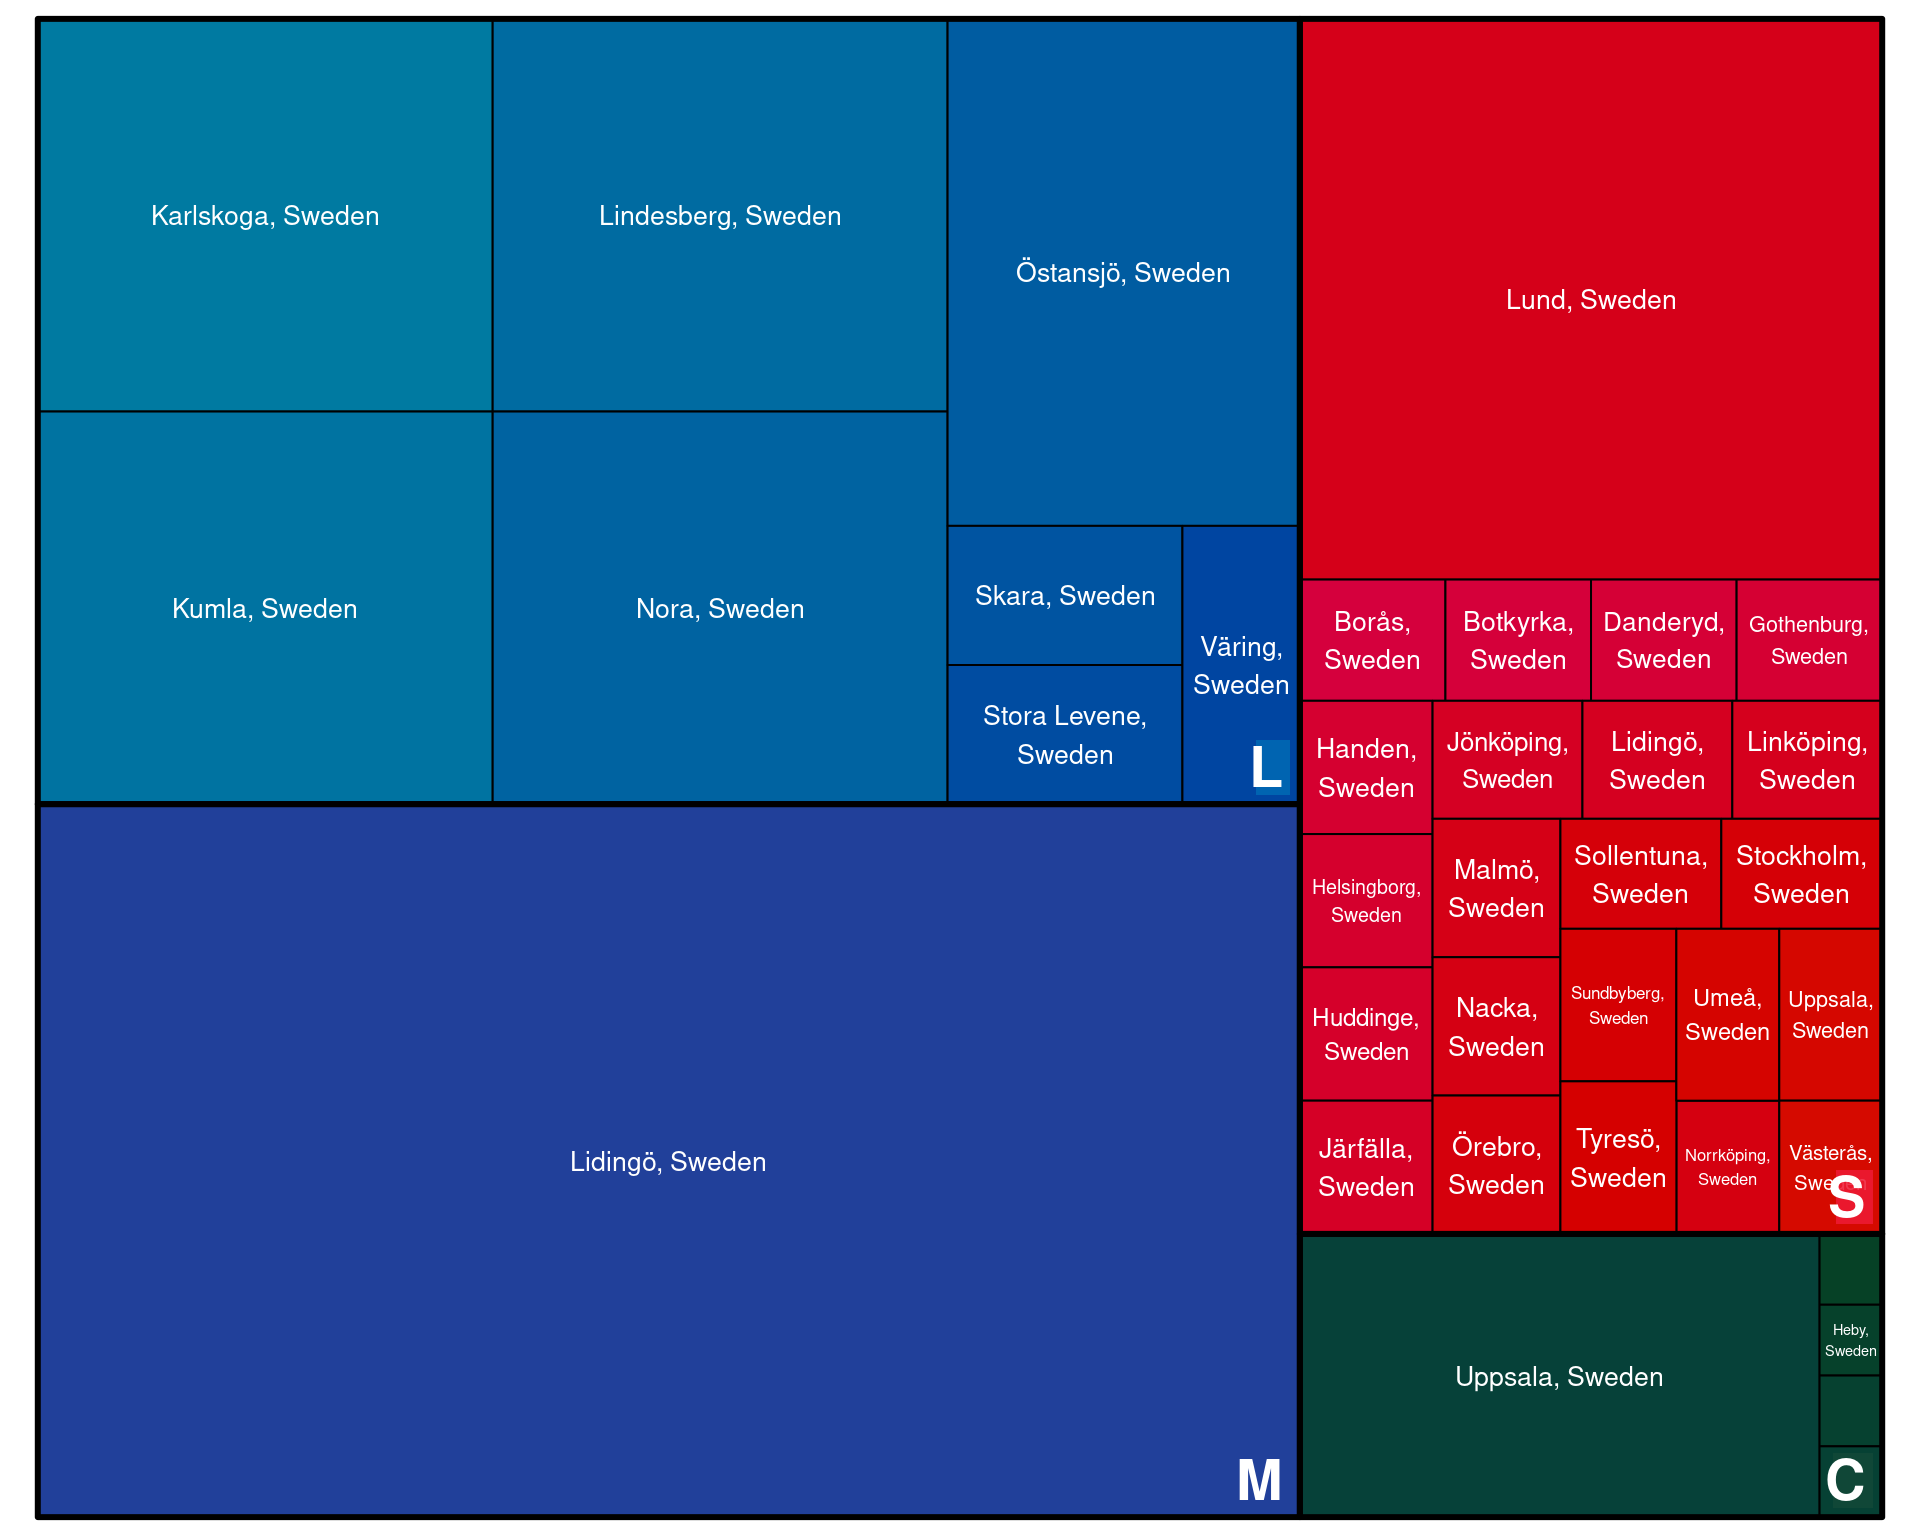 Karlskoga, Sweden
Lindesberg, Sweden
Östansjö, Sweden
Kumla, Sweden
Nora, Sweden
Skara, Sweden
Stora Levene,
Sweden
Väring,
Sweden
L
Lidingö, Sweden
M
Lund, Sweden
Borås,
Sweden
Botkyrka,
Sweden
Danderyd,
Sweden
Gothenburg,
Sweden
Handen,
Sweden
Jönköping,
Sweden
Lidingö,
Sweden
Linköping,
Sweden
Helsingborg,
Sweden
Malmö,
Sweden
Sollentuna,
Sweden
Stockholm,
Sweden
Huddinge,
Sweden
Nacka,
Sweden
Sundbyberg,
Sweden
Umeå,
Sweden
Uppsala,
Sweden
Järfälla,
Sweden
Örebro,
Sweden
Tyresö,
Sweden
Norrköping,
Sweden
Västerås,
Sweden
S
Uppsala, Sweden
Heby,
Sweden
C